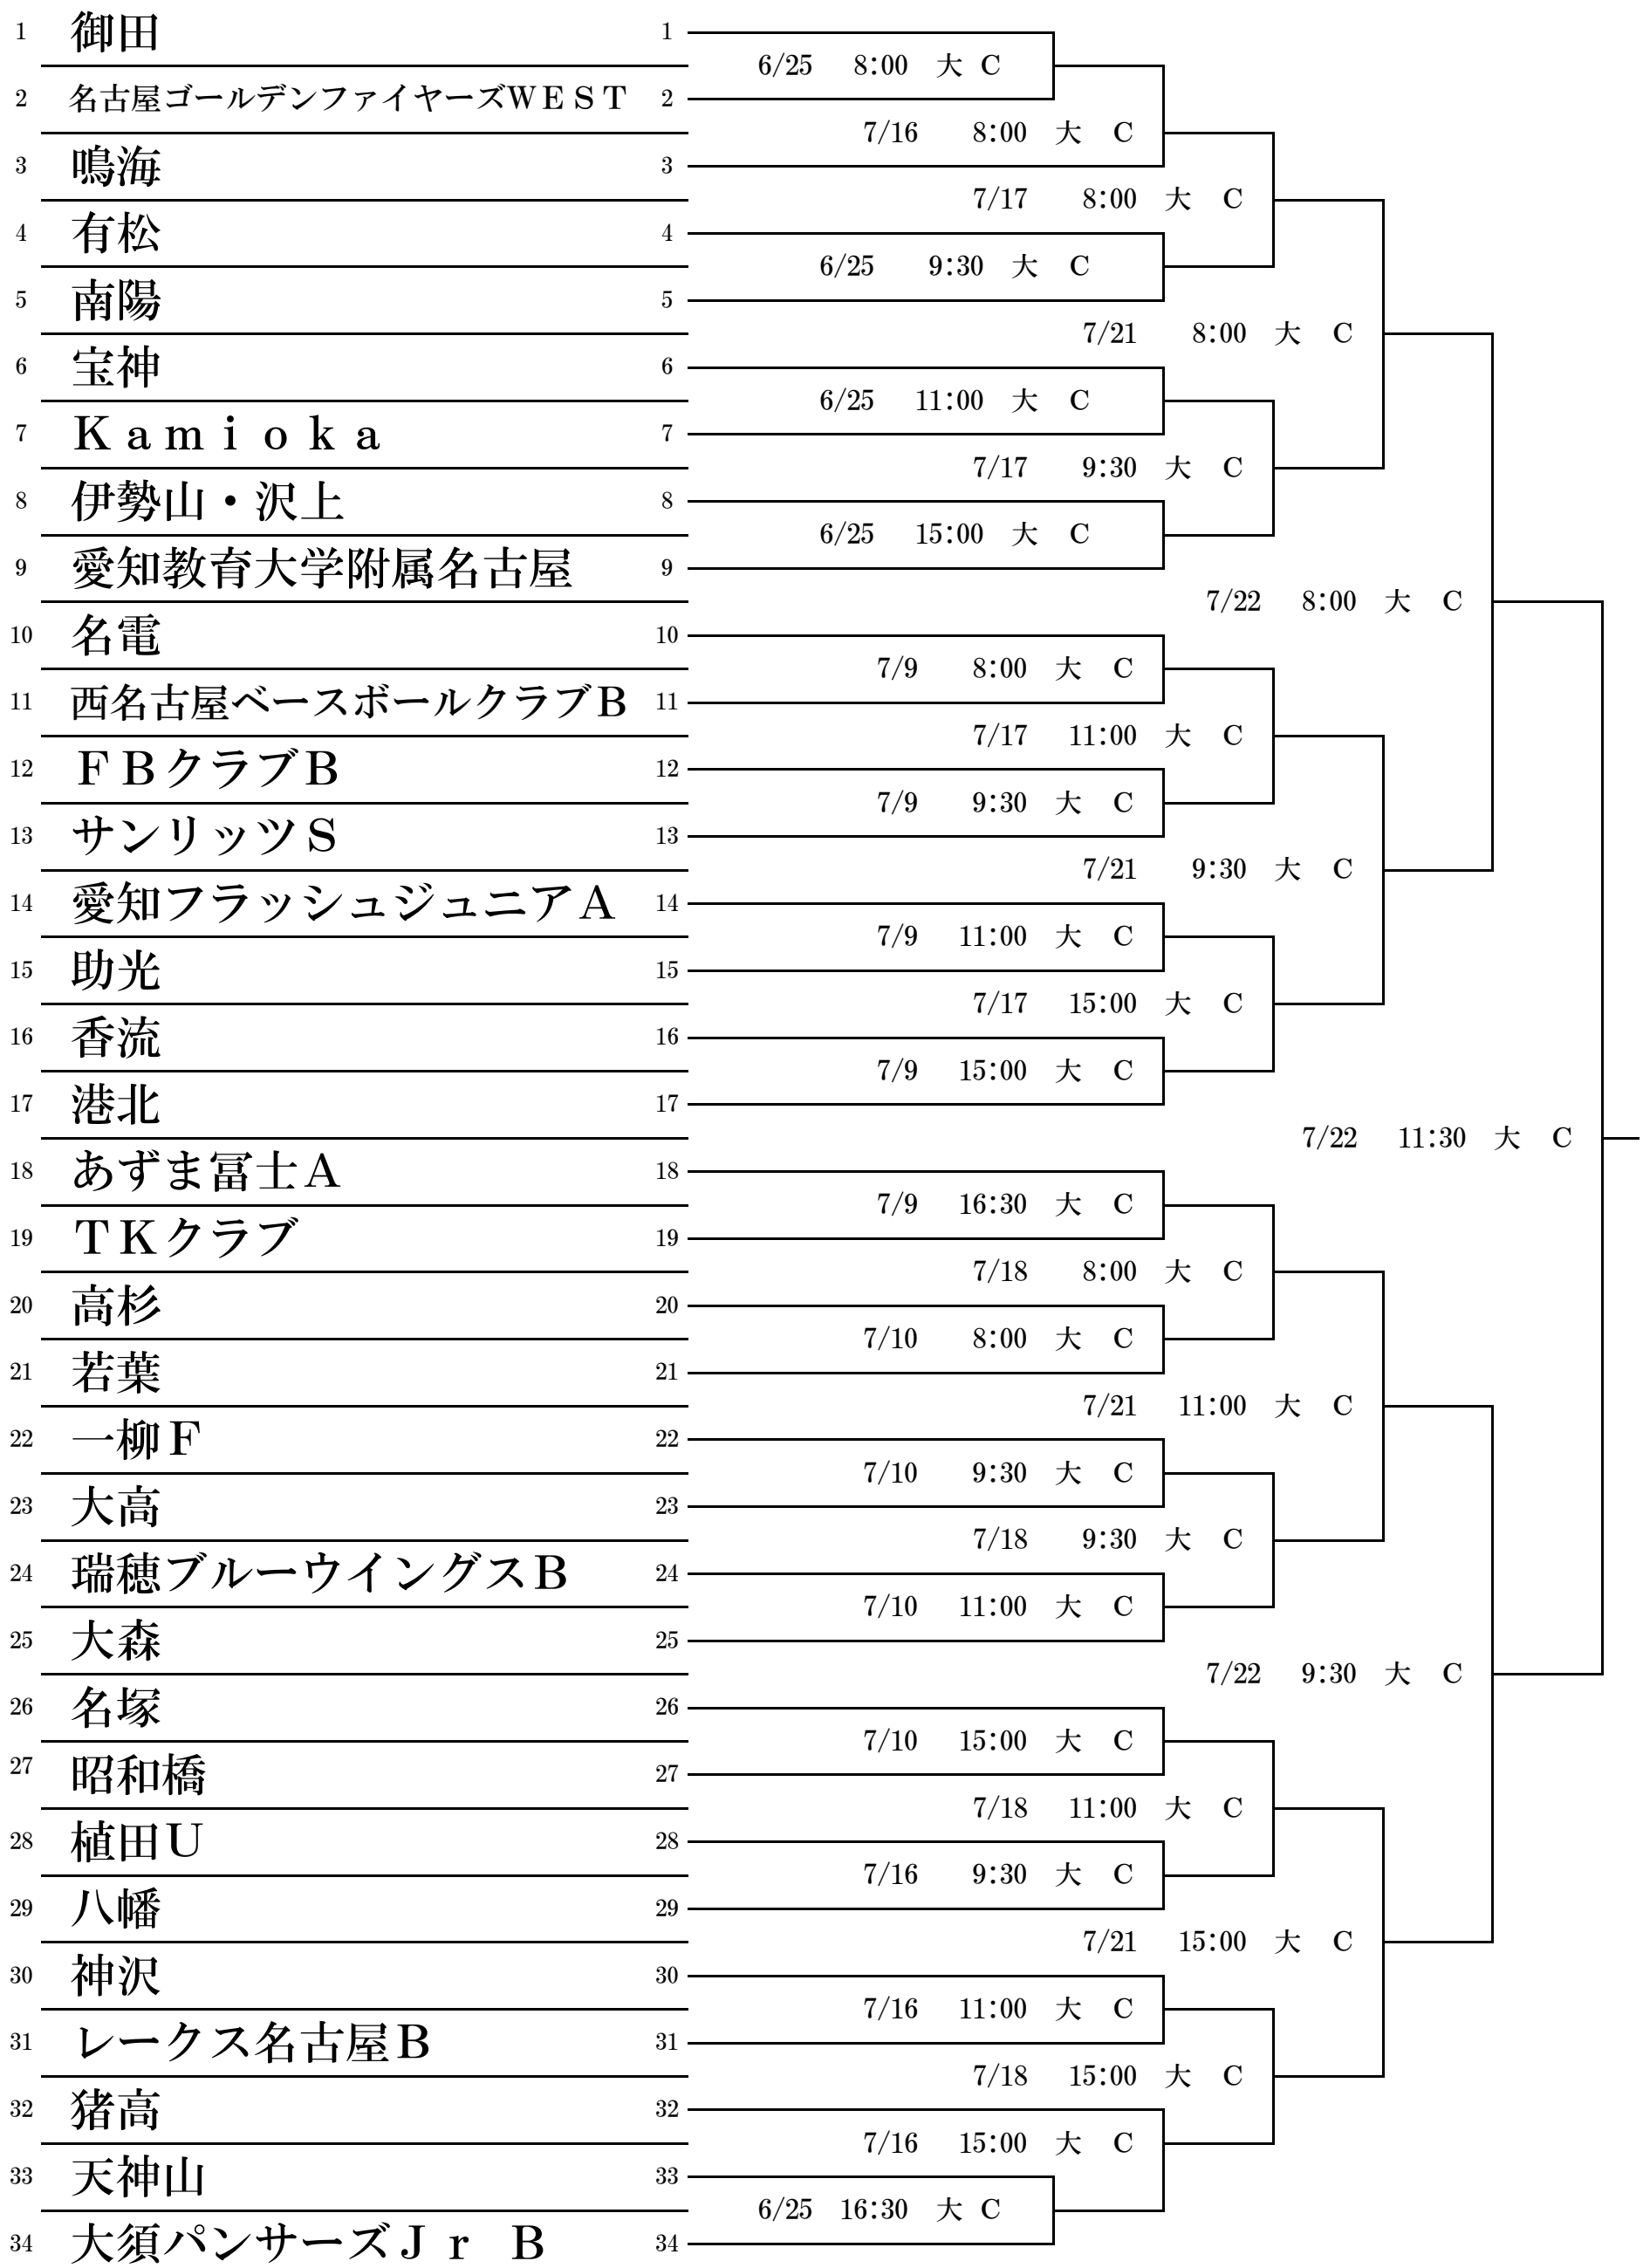 1 御田 1
6/25 8:00 大 C
2 名古屋ゴールデンファイヤーズＷＥＳＴ 2
7/16 8:00 大 C
3 鳴海 3
7/17 8:00 大 C
4 有松 4
6/25 9:30 大 C
5 南陽 5
7/21 8:00 大 C
6 宝神 6
6/25 11:00 大 C
7 Ｋａｍｉｏｋａ 7
7/17 9:30 大 C
8 伊勢山・沢上 8
6/25 15:00 大 C
9 愛知教育大学附属名古屋 9
7/22 8:00 大 C
10 名電 10
7/9 8:00 大 C
11 西名古屋ベースボールクラブＢ 11
7/17 11:00 大 C
12 ＦＢクラブＢ 12
7/9 9:30 大 C
13 サンリッツＳ 13
7/21 9:30 大 C
14 愛知フラッシュジュニアＡ 14
7/9 11:00 大 C
15 助光 15
7/17 15:00 大 C
16 香流 16
7/9 15:00 大 C
17 港北 17
7/22 11:30 大 C
18 あずま冨士Ａ 18
7/9 16:30 大 C
19 ＴＫクラブ 19
7/18 8:00 大 C
20 高杉 20
7/10 8:00 大 C
21 若葉 21
7/21 11:00 大 C
22 一柳Ｆ 22
7/10 9:30 大 C
23 大高 23
7/18 9:30 大 C
24 瑞穂ブルーウイングスＢ 24
7/10 11:00 大 C
25 大森 25
7/22 9:30 大 C
26 名塚 26
7/10 15:00 大 C
27 昭和橋 27
7/18 11:00 大 C
28 植田Ｕ 28
7/16 9:30 大 C
29 八幡 29
7/21 15:00 大 C
30 神沢 30
7/16 11:00 大 C
31 レークス名古屋Ｂ 31
7/18 15:00 大 C
32 猪高 32
7/16 15:00 大 C
33 天神山 33
6/25 16:30 大 C
34 大須パンサーズＪｒ Ｂ 34